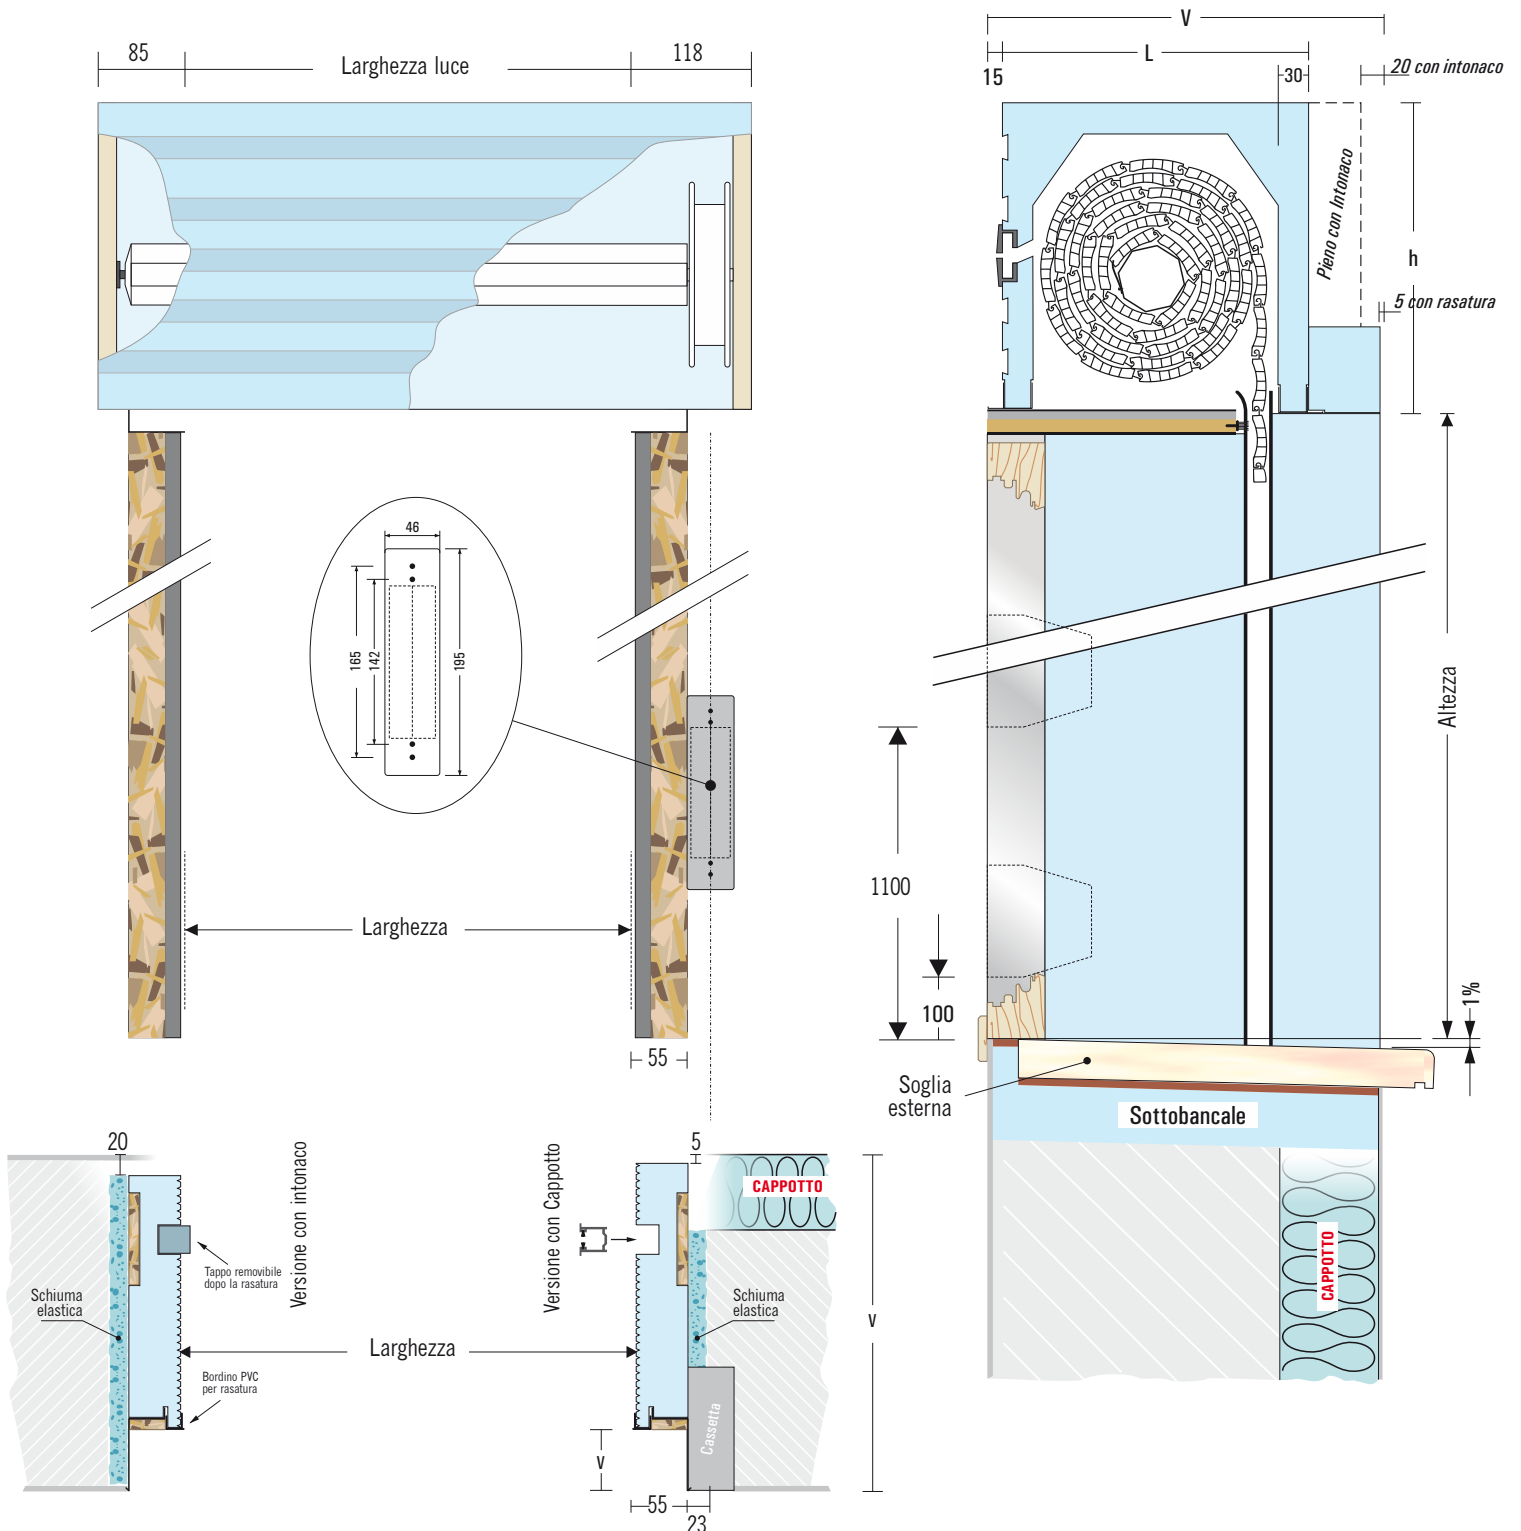 85
Larghezza luce
118
V
L
15
30
20 con intonaco
Pieno con Intonaco
h
5 con rasatura
46
165
142
195
Altezza
1100
Larghezza
100
1%
55
Soglia
esterna
Sottobancale
20
Versione con intonaco
Versione con Cappotto
5
CAPPOTTO
Tappo removibile
dopo la rasatura
Schiuma
elastica
Schiuma
elastica
CAPPOTTO
Larghezza
v
Bordino PVC
per rasatura
Cassetta
v
55
23